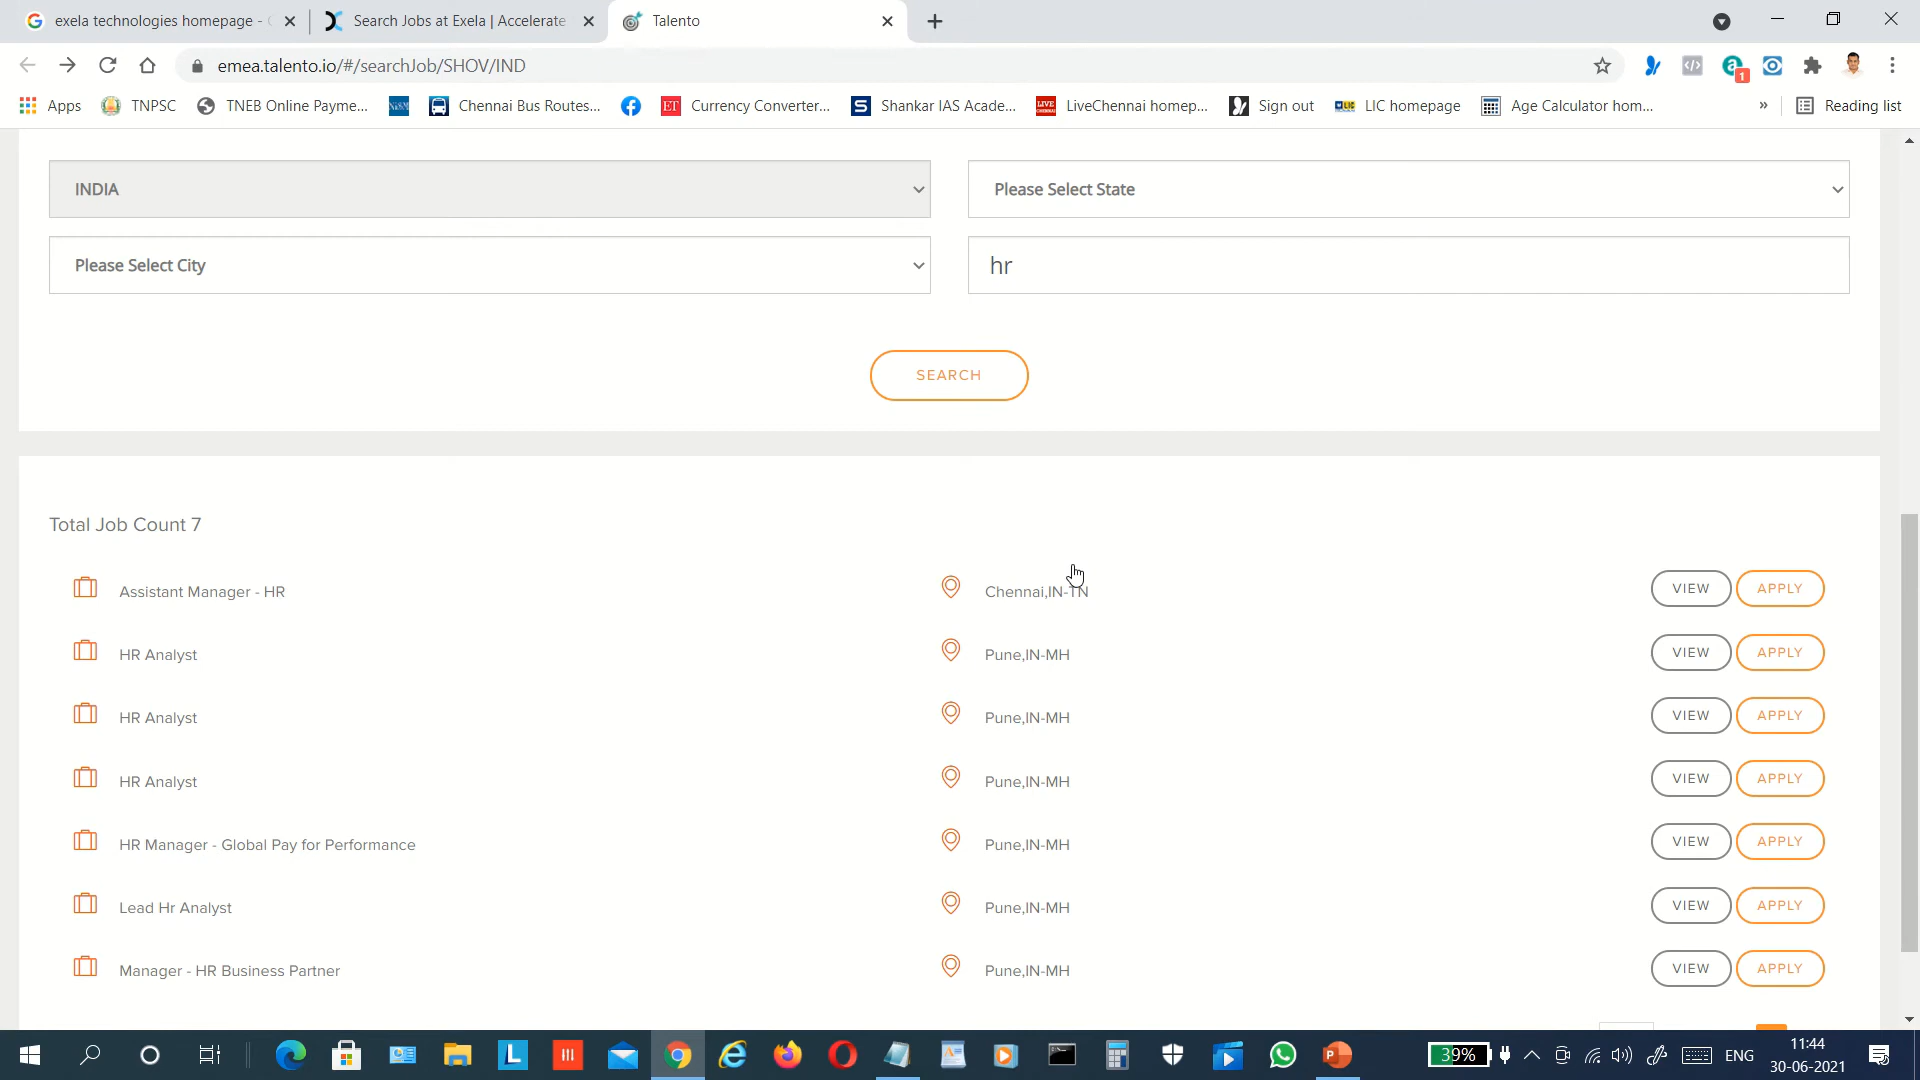 exela technologies homepage -
Search Jobs at Exela | Accelerate
Talento
emea.talento.io/#/searchJob/SHOV/IND
1
Apps
TNPSC
TNEB Online Payme...
Chennai Bus Routes...
ET
Currency Converter...
S
Shankar IAS Acade...
LIVE
LiveChennai homep...
Sign out
LIC
LIC homepage
Age Calculator hom...
»
Reading list
INDIA
Please Select State
Please Select City
hr
SEARCH
Total Job Count 7
Assistant Manager - HR
Chennai,IN-TN
VIEW
APPLY
HR Analyst
Pune,IN-MH
VIEW
APPLY
HR Analyst
Pune,IN-MH
VIEW
APPLY
HR Analyst
Pune,IN-MH
VIEW
APPLY
HR Manager - Global Pay for Performance
Pune,IN-MH
VIEW
APPLY
Lead Hr Analyst
Pune,IN-MH
VIEW
APPLY
Manager - HR Business Partner
Pune,IN-MH
VIEW
APPLY
39%
ENG
11:44
30-06-2021